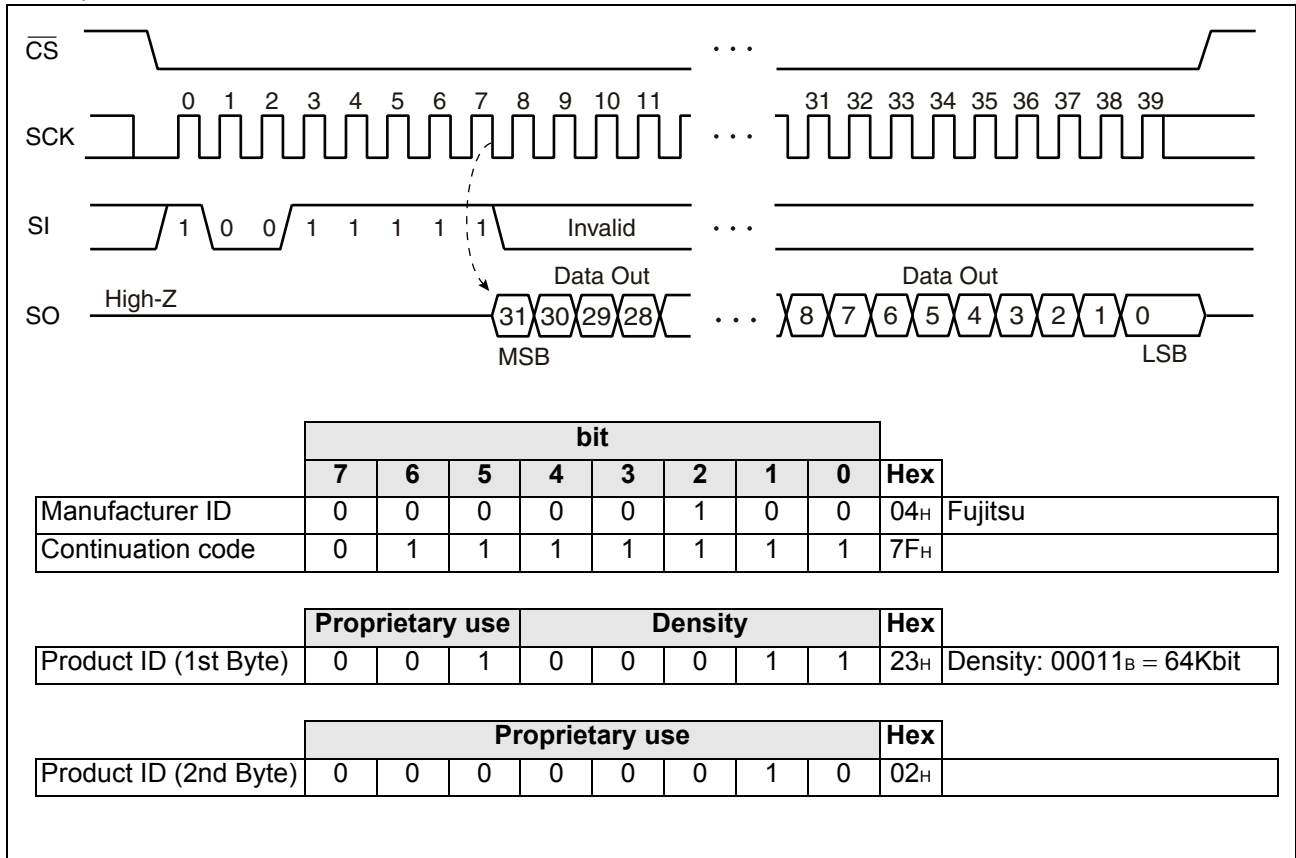 CS
. . .
0 1 2 3 4 5 6 7 8 9 10 11 31 32 33 34 35 36 37 38 39
SCK
. . .
SI 1 0 0 1 1 1 1 1 Invalid . . .
Data Out Data Out
High-Z
SO 31 30 29 28 . . . 8 7 6 5 4 3 2 1 0
MSB LSB
bit
7 6 5 4 3 2 1 0 Hex
Manufacturer ID 0 0 0 0 0 1 0 0 04H Fujitsu
Continuation code 0 1 1 1 1 1 1 1 7FH
Proprietary use Density Hex
Product ID (1st Byte) 0 0 1 0 0 0 1 1 23H Density: 00011B = 64Kbit
Proprietary use Hex
Product ID (2nd Byte) 0 0 0 0 0 0 1 0 02H